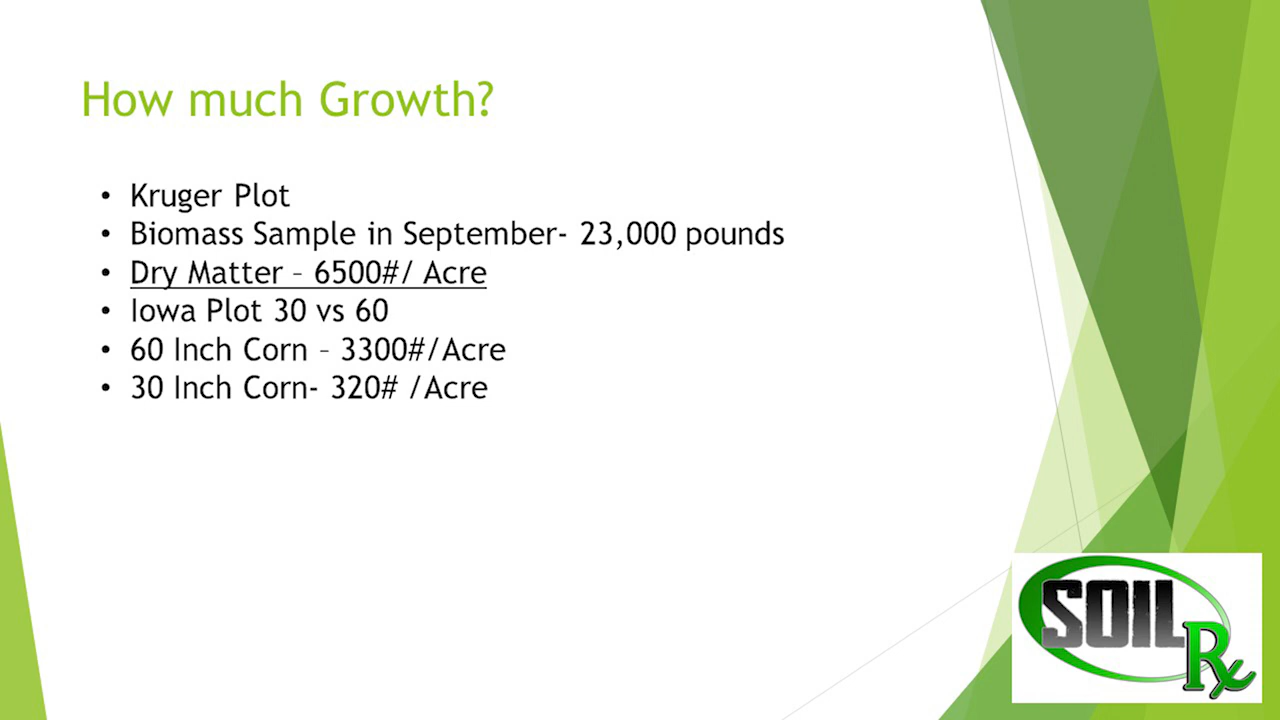 How much Growth?
• Kruger Plot
• Biomass Sample in September- 23,000 pounds
• Dry Matter – 6500#/ Acre
• Iowa Plot 30 vs 60
• 60 Inch Corn – 3300#/Acre
• 30 Inch Corn- 320# /Acre
SOIL
Rx